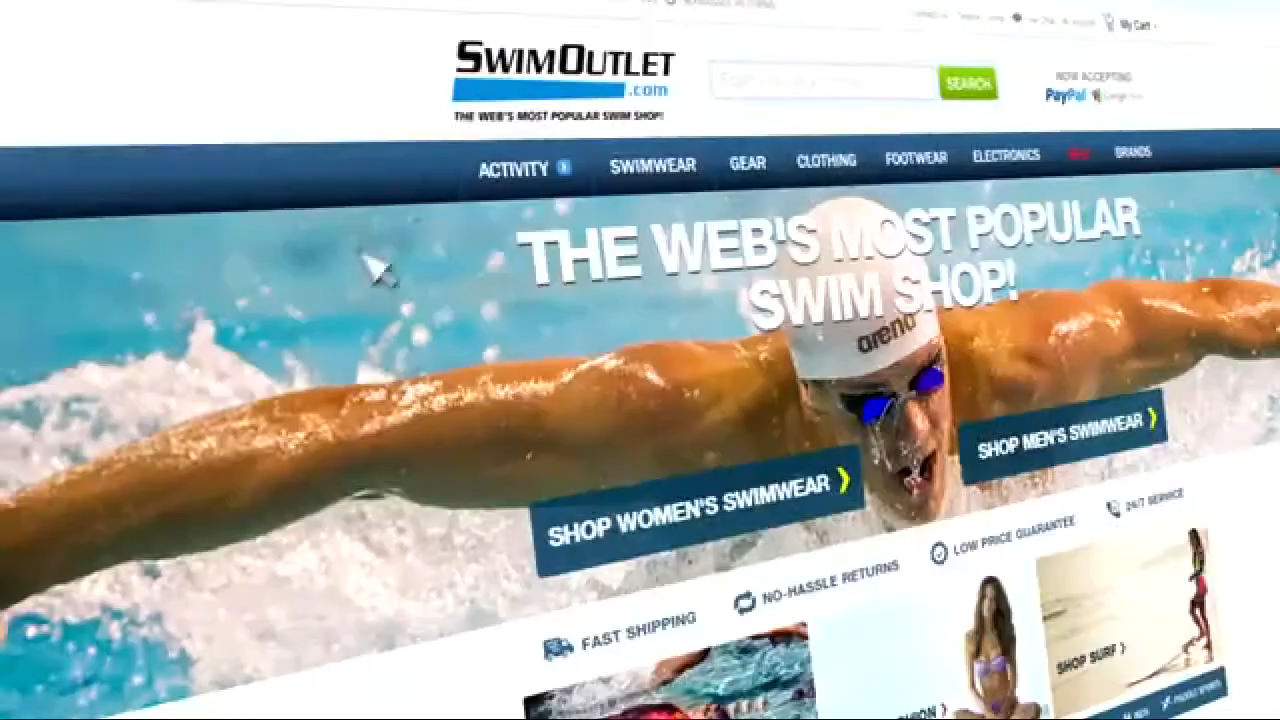 My Cart
SWIMOUTLET
.com
THE WEB'S MOST POPULAR SWIM SHOP!
SEARCH
NOW ACCEPTING
PayPal
ACTIVITY
SWIMWEAR
GEAR
CLOTHING
FOOTWEAR
ELECTRONICS
BRANDS
THE WEB'S MOST POPULAR
SWIM SHOP!
arena
SHOP WOMEN'S SWIMWEAR
SHOP MEN'S SWIMWEAR
FAST SHIPPING
NO-HASSLE RETURNS
LOW PRICE GUARANTEE
24/7 SERVICE
SHOP SURF